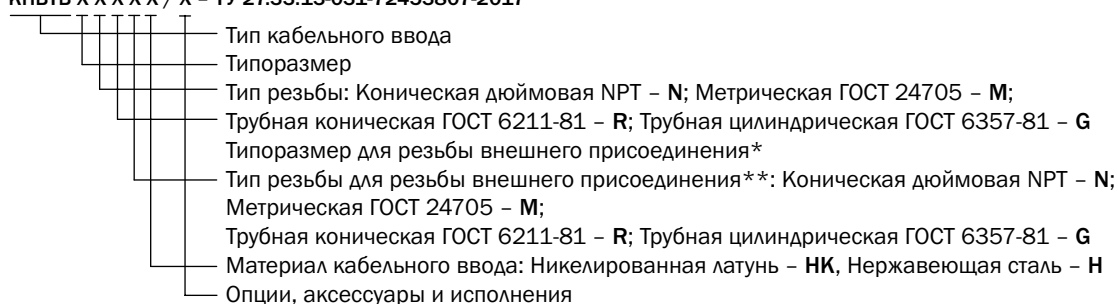 КНВТВ X X X X X / X – ТУ 27.33.13-031-72453807-2017
Тип кабельного ввода
Типоразмер
Тип резьбы: Коническая дюймовая NPT – N; Метрическая ГОСТ 24705 – M;
Трубная коническая ГОСТ 6211-81 – R; Трубная цилиндрическая ГОСТ 6357-81 – G
Типоразмер для резьбы внешнего присоединения*
Тип резьбы для резьбы внешнего присоединения**: Коническая дюймовая NPT – N;
Метрическая ГОСТ 24705 – M;
Трубная коническая ГОСТ 6211-81 – R; Трубная цилиндрическая ГОСТ 6357-81 – G
Материал кабельного ввода: Никелированная латунь – НК, Нержавеющая сталь – Н
Опции, аксессуары и исполнения